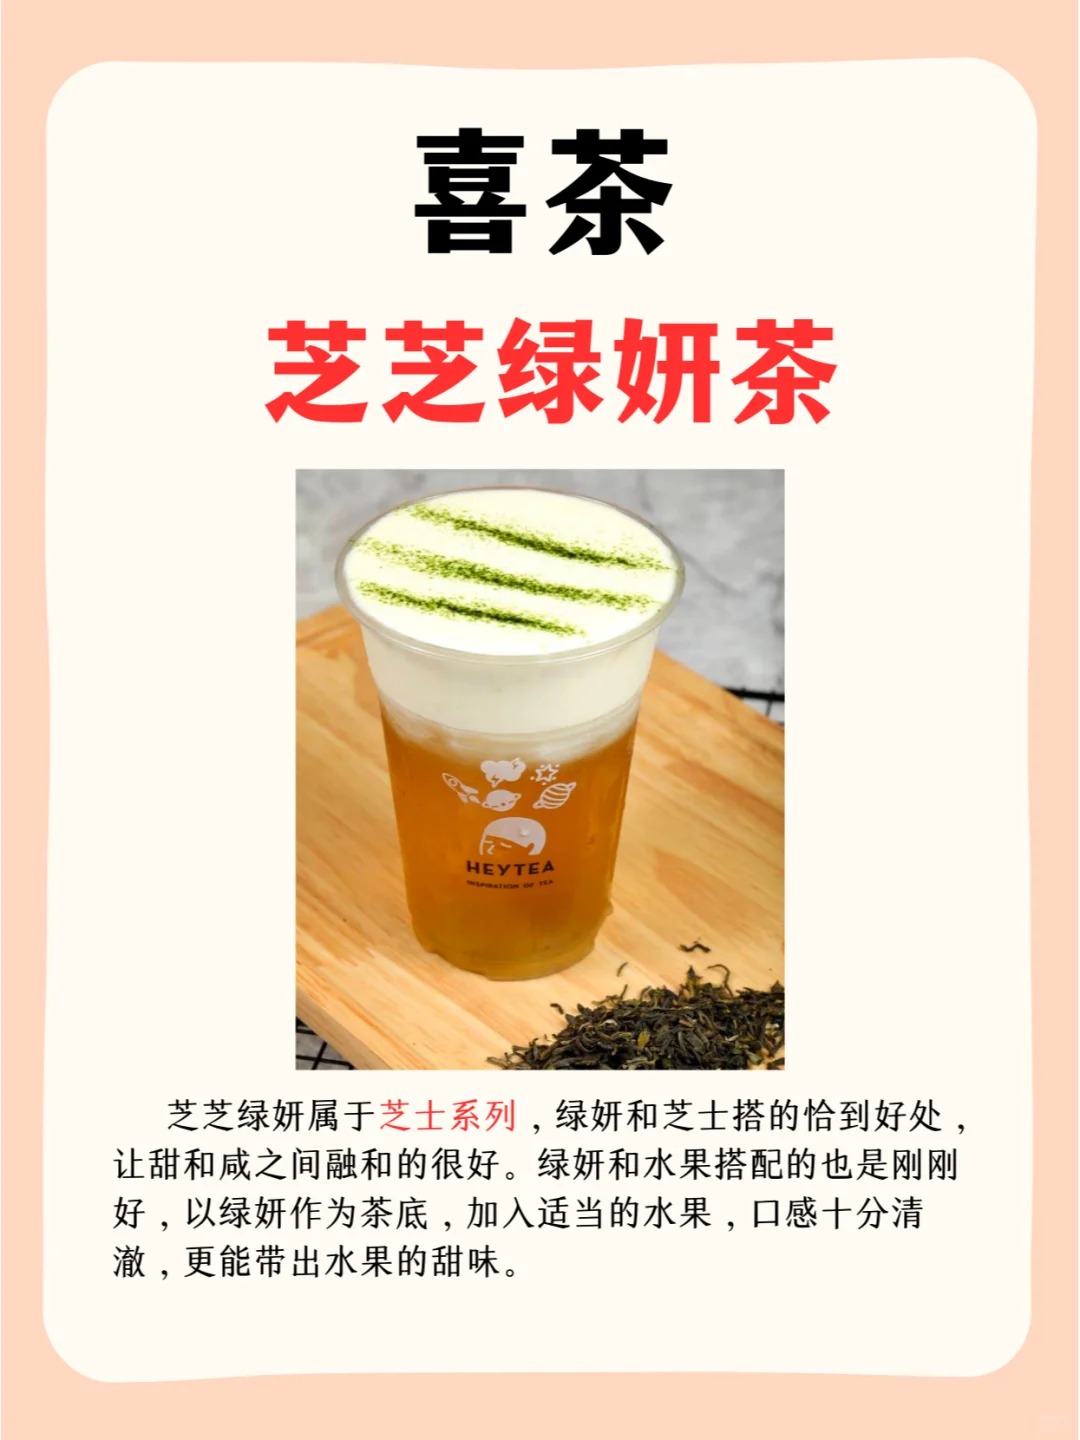 喜茶
芝芝绿妍茶
HEYTEA
INSPIRATION OF TEA
芝芝绿妍属于芝士系列，绿妍和芝士搭的恰到好处，
让甜和咸之间融和的很好。绿妍和水果搭配的也是刚刚
好，以绿妍作为茶底，加入适当的水果，口感十分清
澈，更能带出水果的甜味。